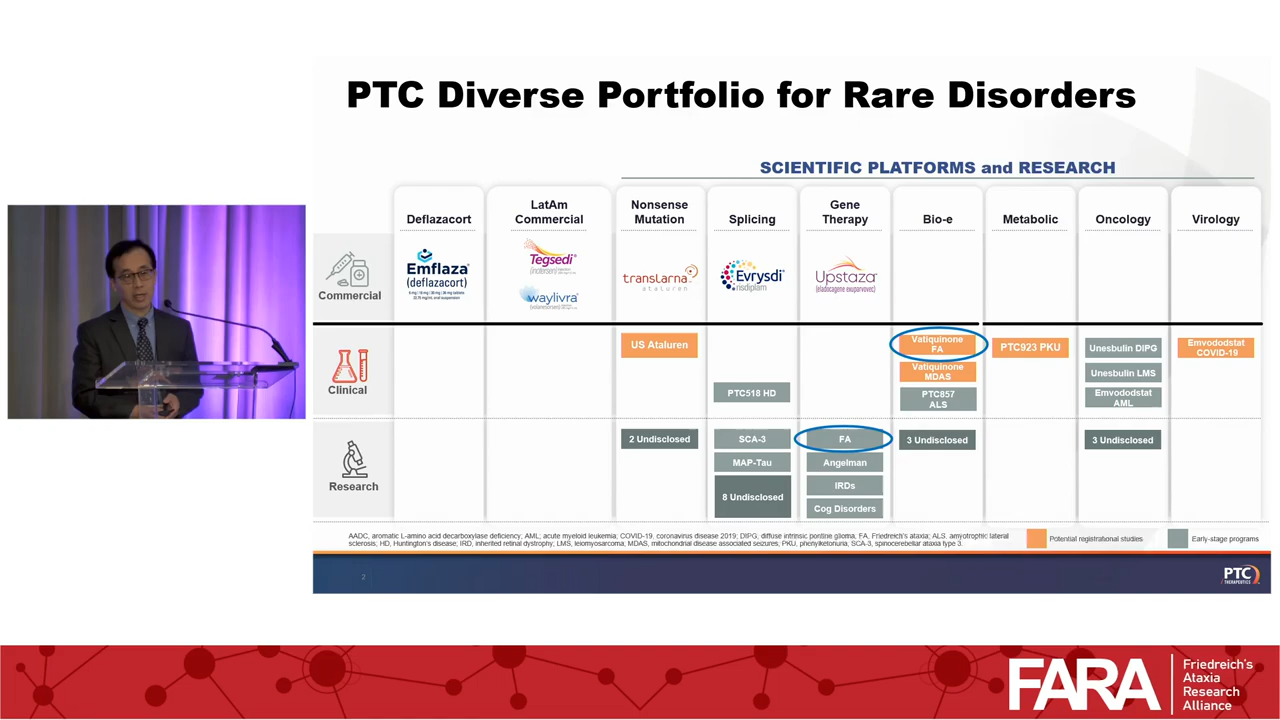 PTC Diverse Portfolio for Rare Disorders
SCIENTIFIC PLATFORMS and RESEARCH
Deflazacort
LatAm
Commercial
Nonsense
Mutation
Splicing
Gene
Therapy
Bio-e
Metabolic
Oncology
Virology
Commercial
Emflaza
(deflazacort)
Tegsedi
waylivra
translarna
ataluren
Evrysdi
risdiplam
Upstaza
(eladocagene exuparvovec)
Clinical
US Ataluren
PTC518 HD
Vatiquinone
FA
Vatiquinone
MDAS
PTC857
ALS
PTC923 PKU
Unesbulin DIPG
Unesbulin LMS
Emvododstat
AML
Emvododstat
COVID-19
Research
2 Undisclosed
SCA-3
MAP-Tau
8 Undisclosed
FA
Angelman
IRDs
Cog Disorders
3 Undisclosed
3 Undisclosed
AADC, aromatic L-amino acid decarboxylase deficiency; AML; acute myeloid leukemia; COVID-19, coronavirus disease 2019; DIPG, diffuse intrinsic pontine glioma, FA, Friedreich's ataxia; ALS, amyotrophic lateral
sclerosis; HD, Huntington's disease; IRD, inherited retinal dystrophy; LMS, leiomyosarcoma; MDAS, mitochondrial disease associated seizures; PKU, phenylketonuria, SCA-3, spinocerebellar ataxia type 3.
Potential registrational studies
Early-stage programs
2
PTC
THERAPEUTICS
FARA
Friedreich's
Ataxia
Research
Alliance